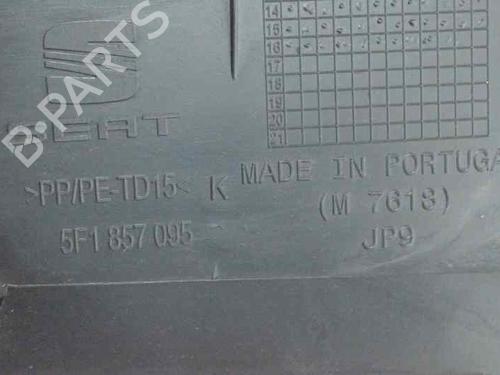 14
15
16
17
18
19
20
21
B-PARTS
SEAT
>PP/PE-TD15< K MADE IN PORTUGA
(M 7618)
5F1 857 095 JP9